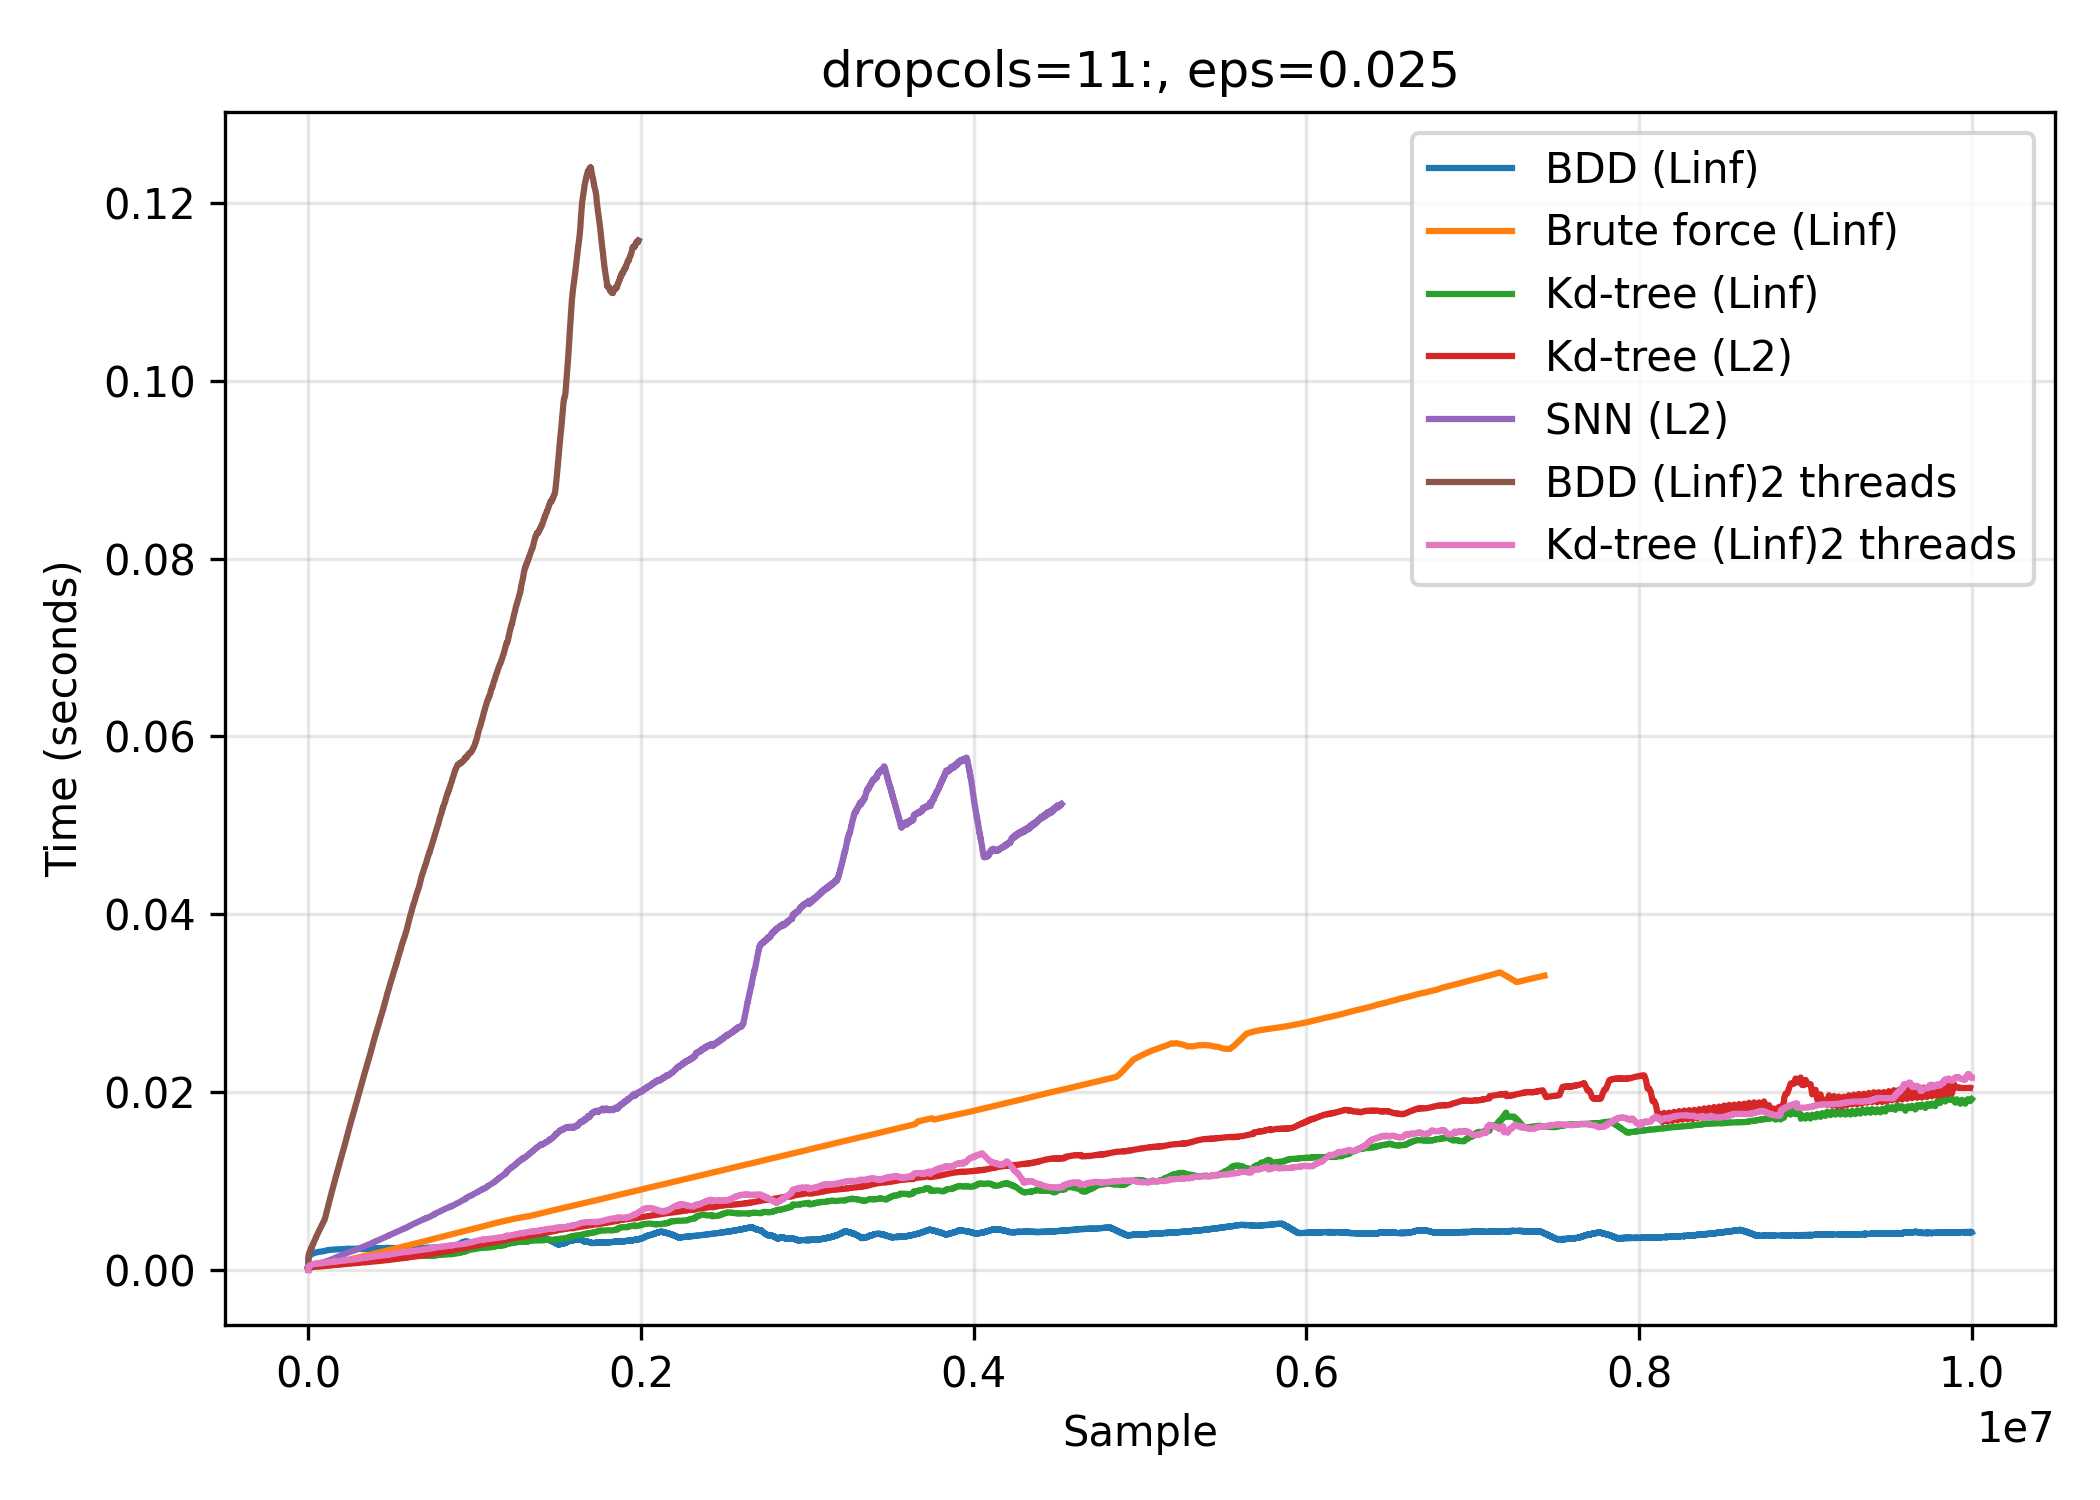 dropcols=11:, eps=0.025
BDD (Linf)
Brute force (Linf)
Kd-tree (Linf)
Kd-tree (L2)
SNN (L2)
BDD (Linf)2 threads
Kd-tree (Linf)2 threads
Time (seconds)
0.12
0.10
0.08
0.06
0.04
0.02
0.00
0.0 0.2 0.4 0.6 0.8 1.0
1e7
Sample